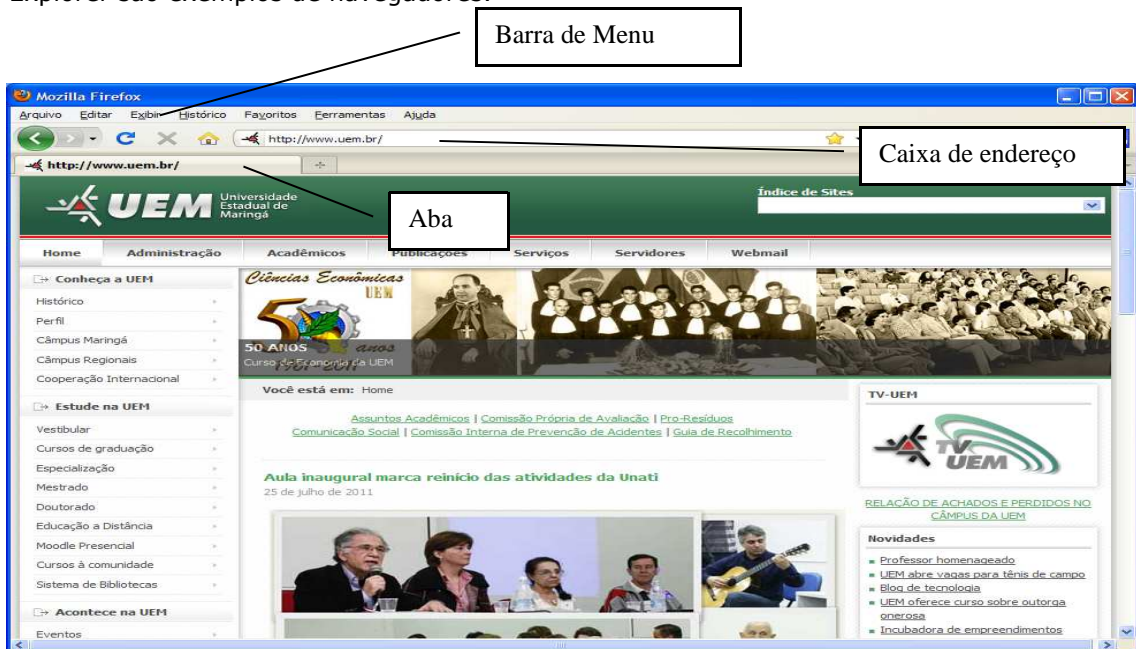 Explorer são exemplos de navegadores.
Barra de Menu
Mozilla Firefox
Arquivo Editar Exibir Histórico Favoritos Ferramentas Ajuda
http://www.uem.br/
Caixa de endereço
http://www.uem.br/
Aba
UEM Universidade
Estadual de
Maringá
Índice de Sites
Home Administração Acadêmicos Publicações Serviços Servidores Webmail
Conheça a UEM
Histórico
Perfil
Câmpus Maringá
Câmpus Regionais
Cooperação Internacional
Estude na UEM
Vestibular
Cursos de graduação
Especialização
Mestrado
Doutorado
Educação a Distância
Moodle Presencial
Cursos à comunidade
Sistema de Bibliotecas
Acontece na UEM
Eventos
Ciências Econômicas
UEM
50 anos
50 ANOS
Curso de Economia da UEM
Você está em: Home
Assuntos Acadêmicos | Comissão Própria de Avaliação | Pro-Resíduos
Comunicação Social | Comissão Interna de Prevenção de Acidentes | Guia de Recolhimento
Aula inaugural marca reinício das atividades da Unati
25 de julho de 2011
TV-UEM
TV
UEM
RELAÇÃO DE ACHADOS E PERDIDOS NO
CÂMPUS DA UEM
Novidades
Professor homenageado
UEM abre vagas para tênis de campo
Blog de tecnologia
UEM oferece curso sobre outorga
onerosa
Incubadora de empreendimentos